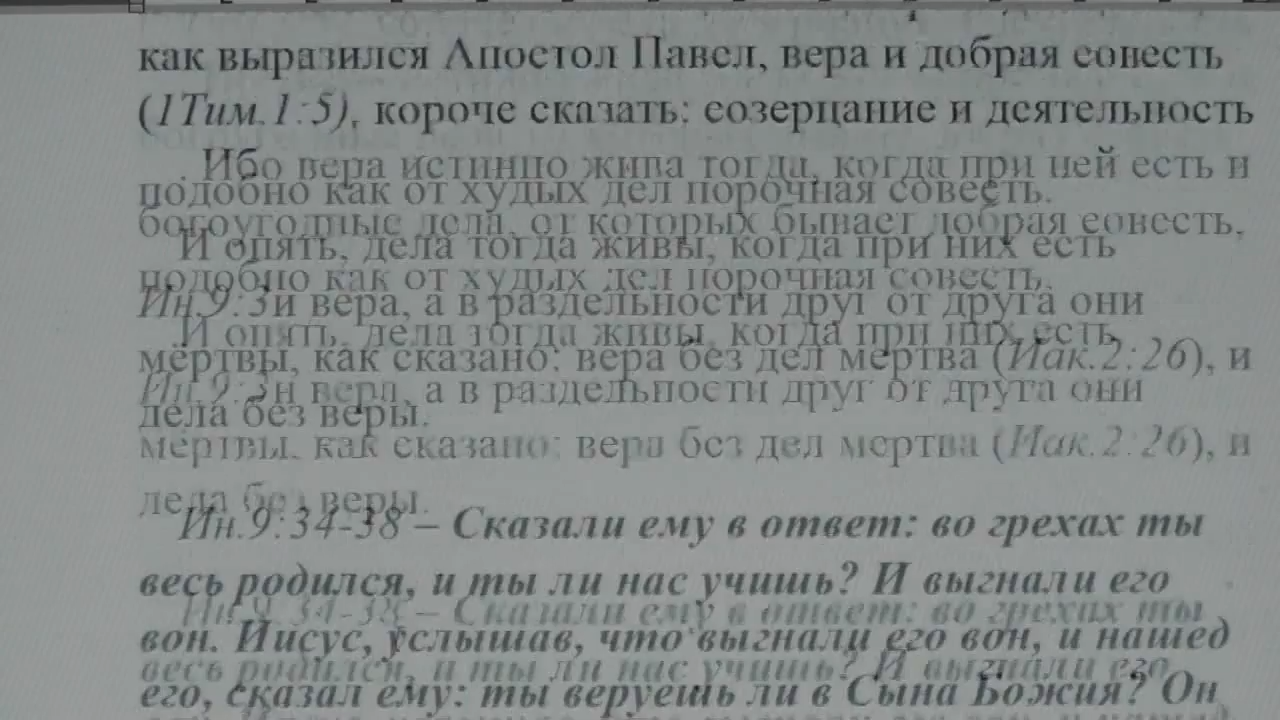 как выразился Апостол Павел, вера и добрая совесть
(1Тим.1:5), короче сказать: созерцание и деятельность
. Ибо вера истинно жива тогда, когда при ней есть и
подобно как от худых дел порочная совесть.
богоугодные дела, от которых бывает добрая совесть,
И опять, дела тогда живы, когда при них есть
подобно как от худых дел порочная совесть.
Ин.9:3и вера, а в раздельности друг от друга они
И опять, дела тогда живы, когда при них есть
мертвы, как сказано: вера без дел мертва (Иак.2:26), и
Ин.9:3и вера, а в раздельности друг от друга они
дела без веры.
мертвы, как сказано: вера без дел мертва (Иак.2:26), и
дела без веры.
Ин.9:34-38 – Сказали ему в ответ: во грехах ты
весь родился, и ты ли нас учишь? И выгнали его
Ин.9:34-38 – Сказали ему в ответ: во грехах ты
вон. Иисус, услышав, что выгнали его вон, и нашед
весь родился, и ты ли нас учишь? И выгнали его
его, сказал ему: ты веруешь ли в Сына Божия? Он